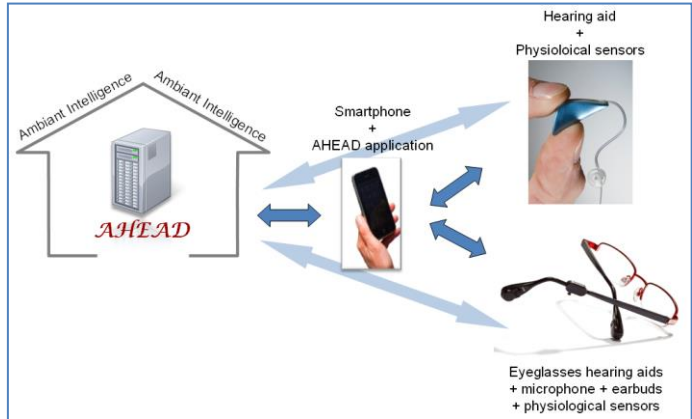 Ambiant Intelligence
Ambiant Intelligence
AHEAD
Smartphone
+
AHEAD application
Hearing aid
+
Physioloical sensors
Eyeglasses hearing aids
+ microphone + earbuds
+ physiological sensors